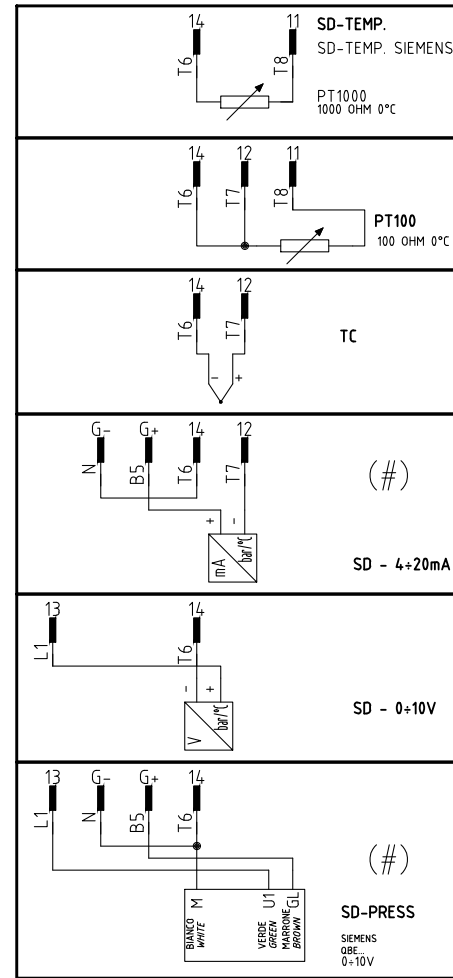 14 11 SD-TEMP.
SD-TEMP. SIEMENS
T6 T8
PT1000
1000 OHM 0°C
14 12 11
T6 T7 T8
PT100
100 OHM 0°C
14 12
T6 T7
TC
- +
G- G+ 14 12
N B5 T6 T7
(#)
+ -
mA bar/°C
SD - 4÷20mA
13 14
L1 T6
- +
V bar/°C
SD - 0÷10V
13 G- G+ 14
L1 N B5 T6
(#)
M U1 GL
BIANCO
WHITE
VERDE
GREEN
MARRONE
BROWN
SD-PRESS
SIEMENS
QBE...
0÷10V